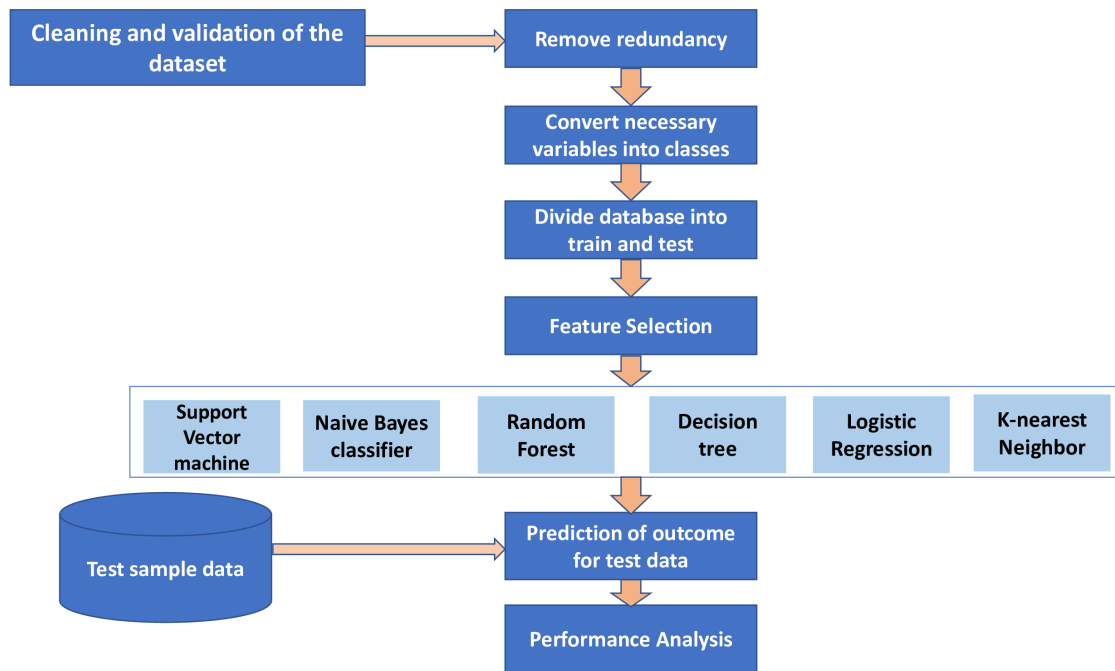 Cleaning and validation of the
dataset
Remove redundancy
Convert necessary
variables into classes
Divide database into
train and test
Feature Selection
Support
Vector
machine
Naive Bayes
classifier
Random
Forest
Decision
tree
Logistic
Regression
K-nearest
Neighbor
Test sample data
Prediction of outcome
for test data
Performance Analysis